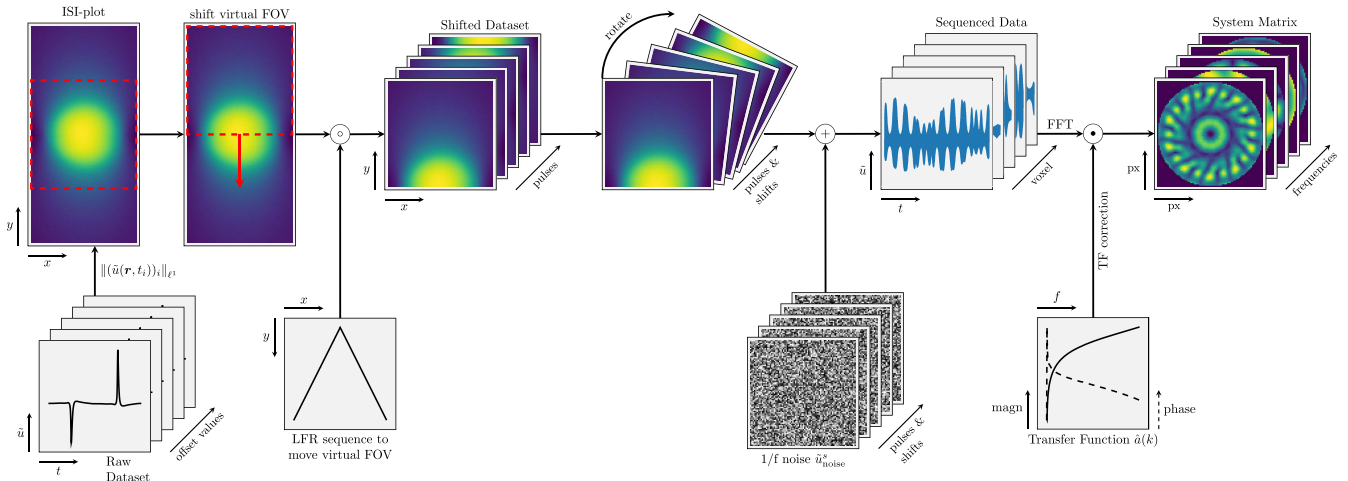 ISI-plot
shift virtual FOV
Shifted Dataset
rotate
Sequenced Data
System Matrix
y
x
∘
y
x
pulses
pulses &
shifts
+
ũ
t
voxel
FFT
px
px
frequencies
‖(ũ(r, tᵢ))ᵢ‖ℓ¹
x
y
TF correction
f
ũ
t
offset values
Raw
Dataset
LFR sequence to
move virtual FOV
pulses &
shifts
1/f noise ũˢnoise
magn
phase
Transfer Function â(k)